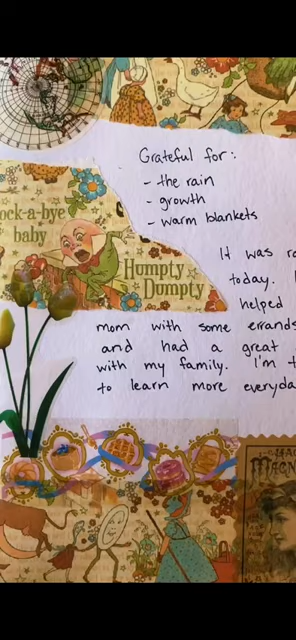 Grateful for:
- the rain
- growth
- warm blankets
ock-a-bye
baby
Humpty
Dumpty
It was
today.
helped
mom with some errands
and had a great
with my family. I'm
to learn more everyda